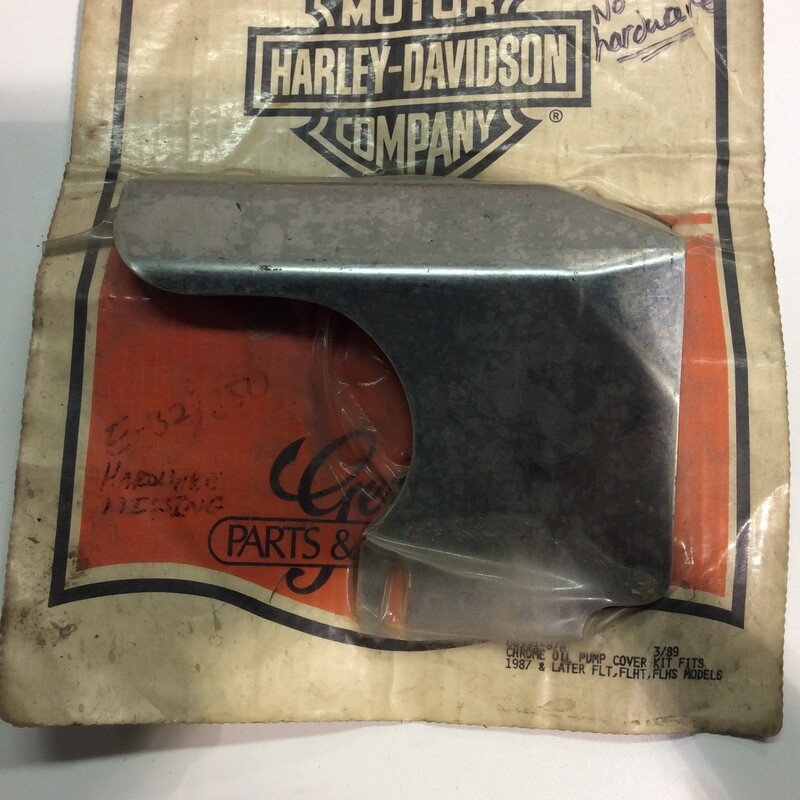 MOTOR
HARLEY-DAVIDSON
COMPANY
®
No
hardware
HARDWARE
MISSING
PARTS &
3/89
CHROME OIL PUMP COVER KIT FITS
1987 & LATER FLT,FLHT,FLHS MODELS